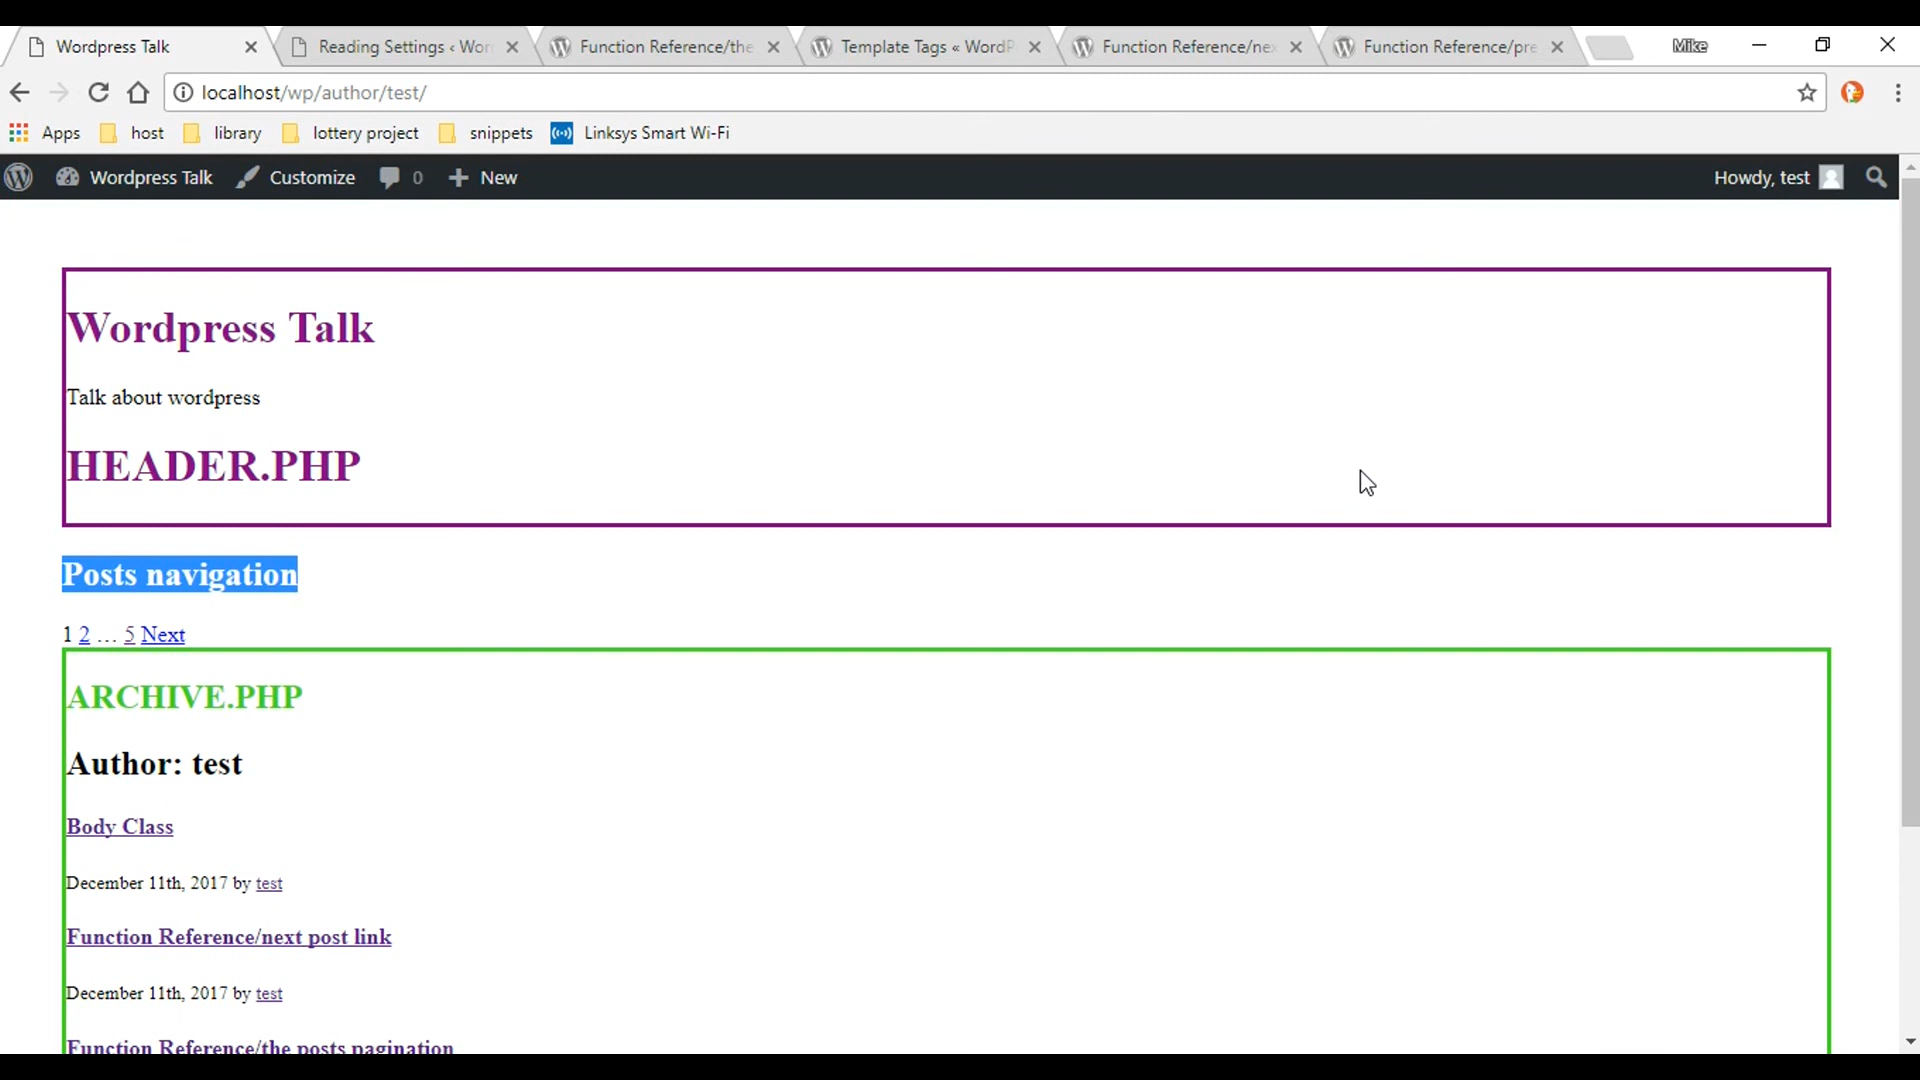 Wordpress Talk
Reading Settings ‹ Wor
Function Reference/the
Template Tags « WordP
Function Reference/nex
Function Reference/pre
Mike
localhost/wp/author/test/
Apps host library lottery project snippets Linksys Smart Wi-Fi
Wordpress Talk Customize 0 New Howdy, test
Wordpress Talk
Talk about wordpress
HEADER.PHP
Posts navigation
1 2 … 5 Next
ARCHIVE.PHP
Author: test
Body Class
December 11th, 2017 by test
Function Reference/next post link
December 11th, 2017 by test
Function Reference/the posts pagination